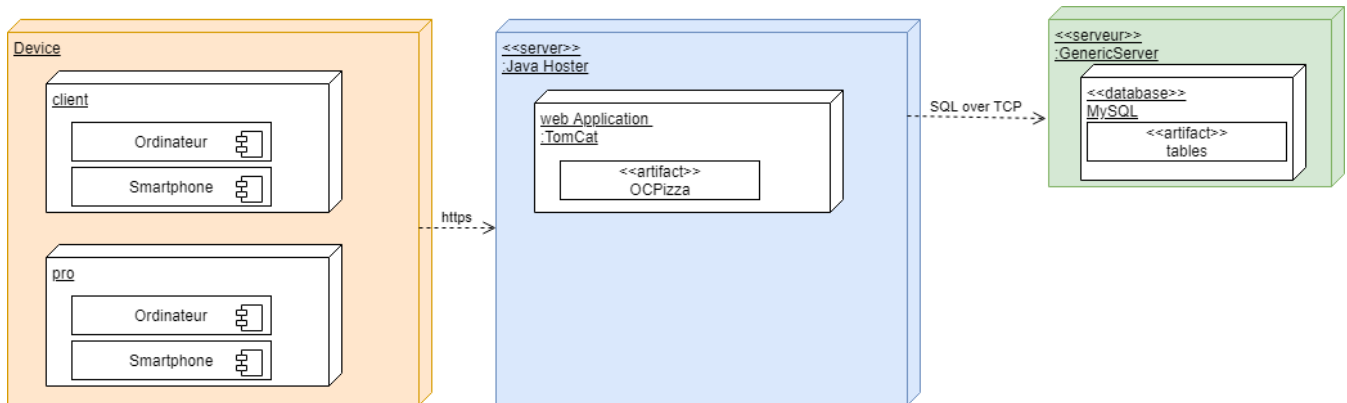 Device
client
Ordinateur
Smartphone
pro
Ordinateur
Smartphone
https
<<server>>
:Java Hoster
web Application
:TomCat
<<artifact>>
OCPizza
SQL over TCP
<<serveur>>
:GenericServer
<<database>>
MySQL
<<artifact>>
tables